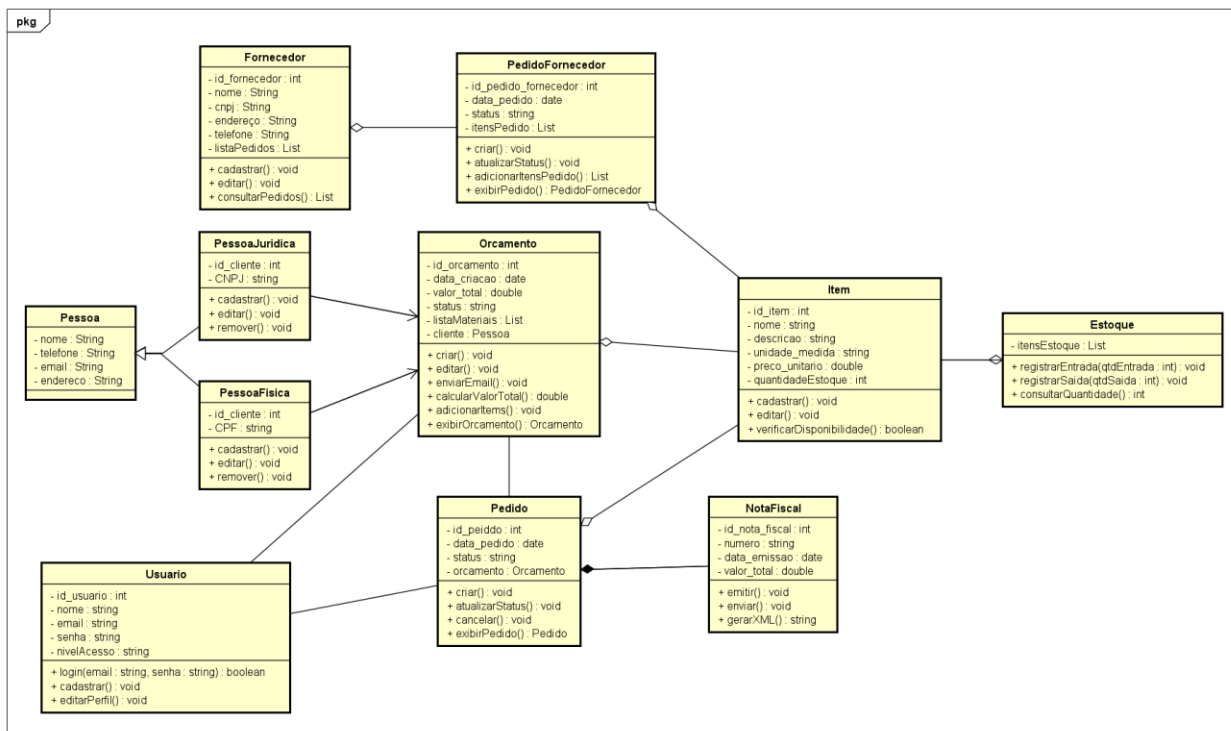 pkg
Fornecedor
- id_fornecedor : int
- nome : String
- cnpj : String
- endereço : String
- telefone : String
- listaPedidos : List
+ cadastrar() : void
+ editar() : void
+ consultarPedidos() : List
PedidoFornecedor
- id_pedido_fornecedor : int
- data_pedido : date
- status : string
- itensPedido : List
+ criar() : void
+ atualizarStatus() : void
+ adicionarItensPedido() : List
+ exibirPedido() : PedidoFornecedor
PessoaJuridica
- id_cliente : int
- CNPJ : string
+ cadastrar() : void
+ editar() : void
+ remover() : void
Orcamento
- id_orcamento : int
- data_criacao : date
- valor_total : double
- status : string
- listaMateriais : List
- cliente : Pessoa
+ criar() : void
+ editar() : void
+ enviarEmail() : void
+ calcularValorTotal() : double
+ adicionarItems() : void
+ exibirOrcamento() : Orcamento
Item
- id_item : int
- nome : string
- descricao : string
- unidade_medida : string
- preco_unitario : double
- quantidadeEstoque : int
+ cadastrar() : void
+ editar() : void
+ verificarDisponibilidade() : boolean
Estoque
- itensEstoque : List
+ registrarEntrada(qtdEntrada : int) : void
+ registrarSaida(qtdSaida : int) : void
+ consultarQuantidade() : int
Pessoa
- nome : String
- telefone : String
- email : String
- endereco : String
PessoaFisica
- id_cliente : int
- CPF : string
+ cadastrar() : void
+ editar() : void
+ remover() : void
Pedido
- id_peiddo : int
- data_pedido : date
- status : string
- orcamento : Orcamento
+ criar() : void
+ atualizarStatus() : void
+ cancelar() : void
+ exibirPedido() : Pedido
NotaFiscal
- id_nota_fiscal : int
- numero : string
- data_emissao : date
- valor_total : double
+ emitir() : void
+ enviar() : void
+ gerarXML() : string
Usuario
- id_usuario : int
- nome : string
- email : string
- senha : string
- nivelAcesso : string
+ login(email : string, senha : string) : boolean
+ cadastrar() : void
+ editarPerfil() : void